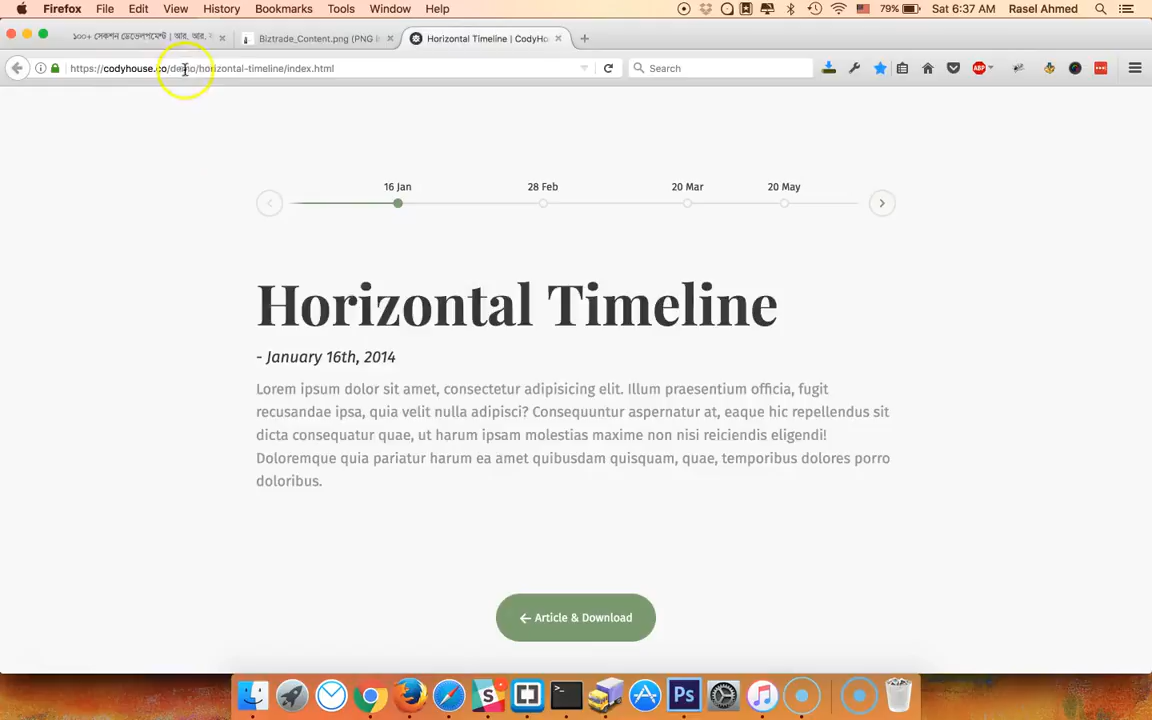 Firefox File Edit View History Bookmarks Tools Window Help 79% Sat 6:37 AM Rasel Ahmed
১০০+ সেকশন ডেভেলপমেন্ট | আর. আর. Biztrade_Content.png (PNG I Horizontal Timeline | CodyHo
https://codyhouse.co/demo/horizontal-timeline/index.html Search ABP
16 Jan 28 Feb 20 Mar 20 May
Horizontal Timeline
- January 16th, 2014
Lorem ipsum dolor sit amet, consectetur adipisicing elit. Illum praesentium officia, fugit
recusandae ipsa, quia velit nulla adipisci? Consequuntur aspernatur at, eaque hic repellendus sit
dicta consequatur quae, ut harum ipsam molestias maxime non nisi reiciendis eligendi!
Doloremque quia pariatur harum ea amet quibusdam quisquam, quae, temporibus dolores porro
doloribus.
Article & Download
Ps